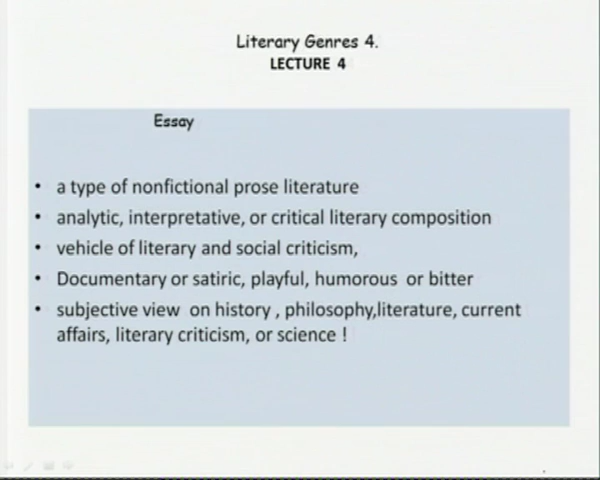 Literary Genres 4.
LECTURE 4
Essay
• a type of nonfictional prose literature
• analytic, interpretative, or critical literary composition
• vehicle of literary and social criticism,
• Documentary or satiric, playful, humorous or bitter
• subjective view on history , philosophy,literature, current
affairs, literary criticism, or science !